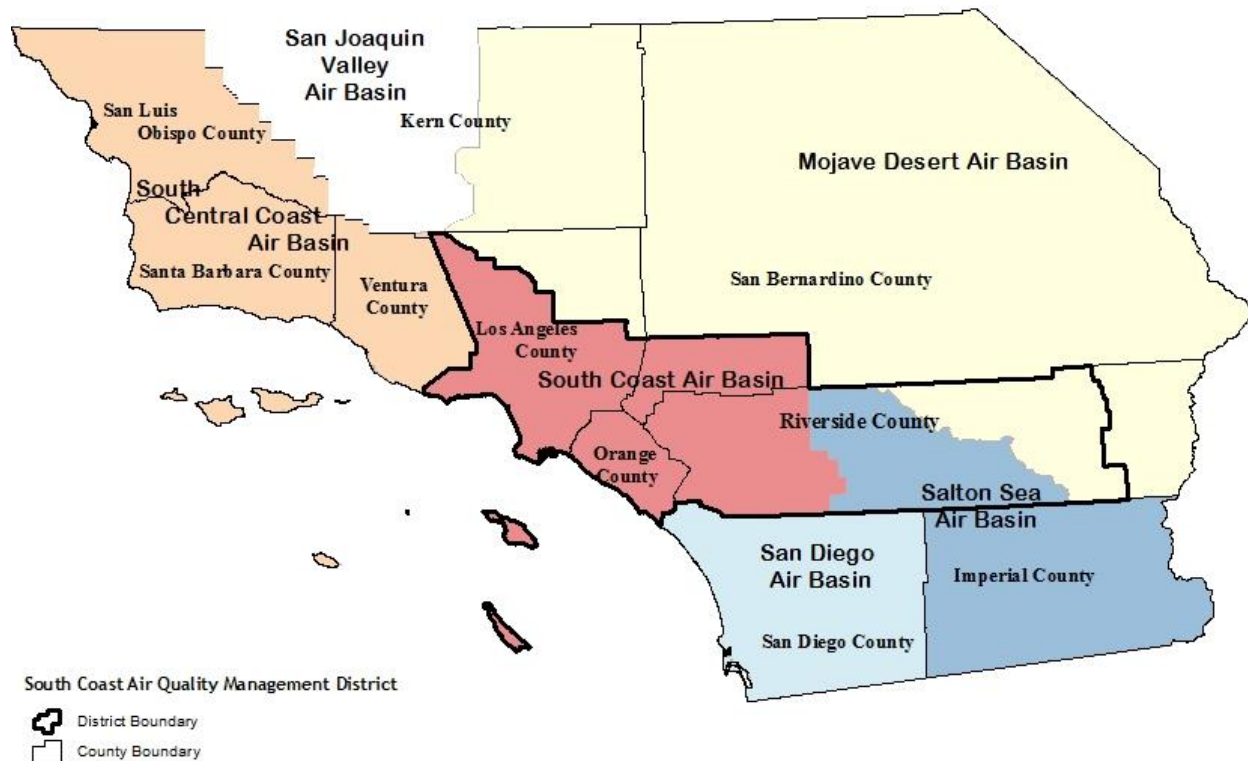 San Joaquin
Valley
Air Basin
San Luis
Obispo County
Kern County
Mojave Desert Air Basin
South
Central Coast
Air Basin
Santa Barbara County
Ventura
County
San Bernardino County
Los Angeles
County
South Coast Air Basin
Riverside County
Orange
County
Salton Sea
Air Basin
San Diego
Air Basin
Imperial County
San Diego County
South Coast Air Quality Management District
District Boundary
County Boundary